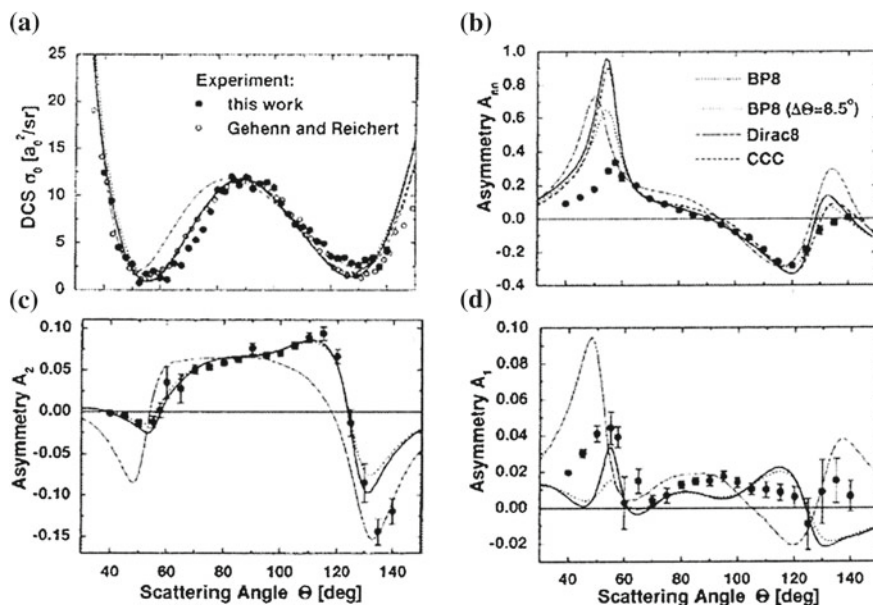 (a)
DCS σ₀ [a₀²/sr]
25
20
15
10
5
0
Experiment:
this work
Gehenn and Reichert
(b)
Asymmetry Aₙₙ
1.0
0.8
0.6
0.4
0.2
0.0
-0.2
-0.4
BP8
BP8 (ΔΘ=8.5°)
Dirac8
CCC
(c)
Asymmetry A₂
0.10
0.05
0.00
-0.05
-0.10
-0.15
40 60 80 100 120 140
Scattering Angle Θ [deg]
(d)
Asymmetry A₁
0.10
0.08
0.06
0.04
0.02
0.00
-0.02
40 60 80 100 120 140
Scattering Angle Θ [deg]